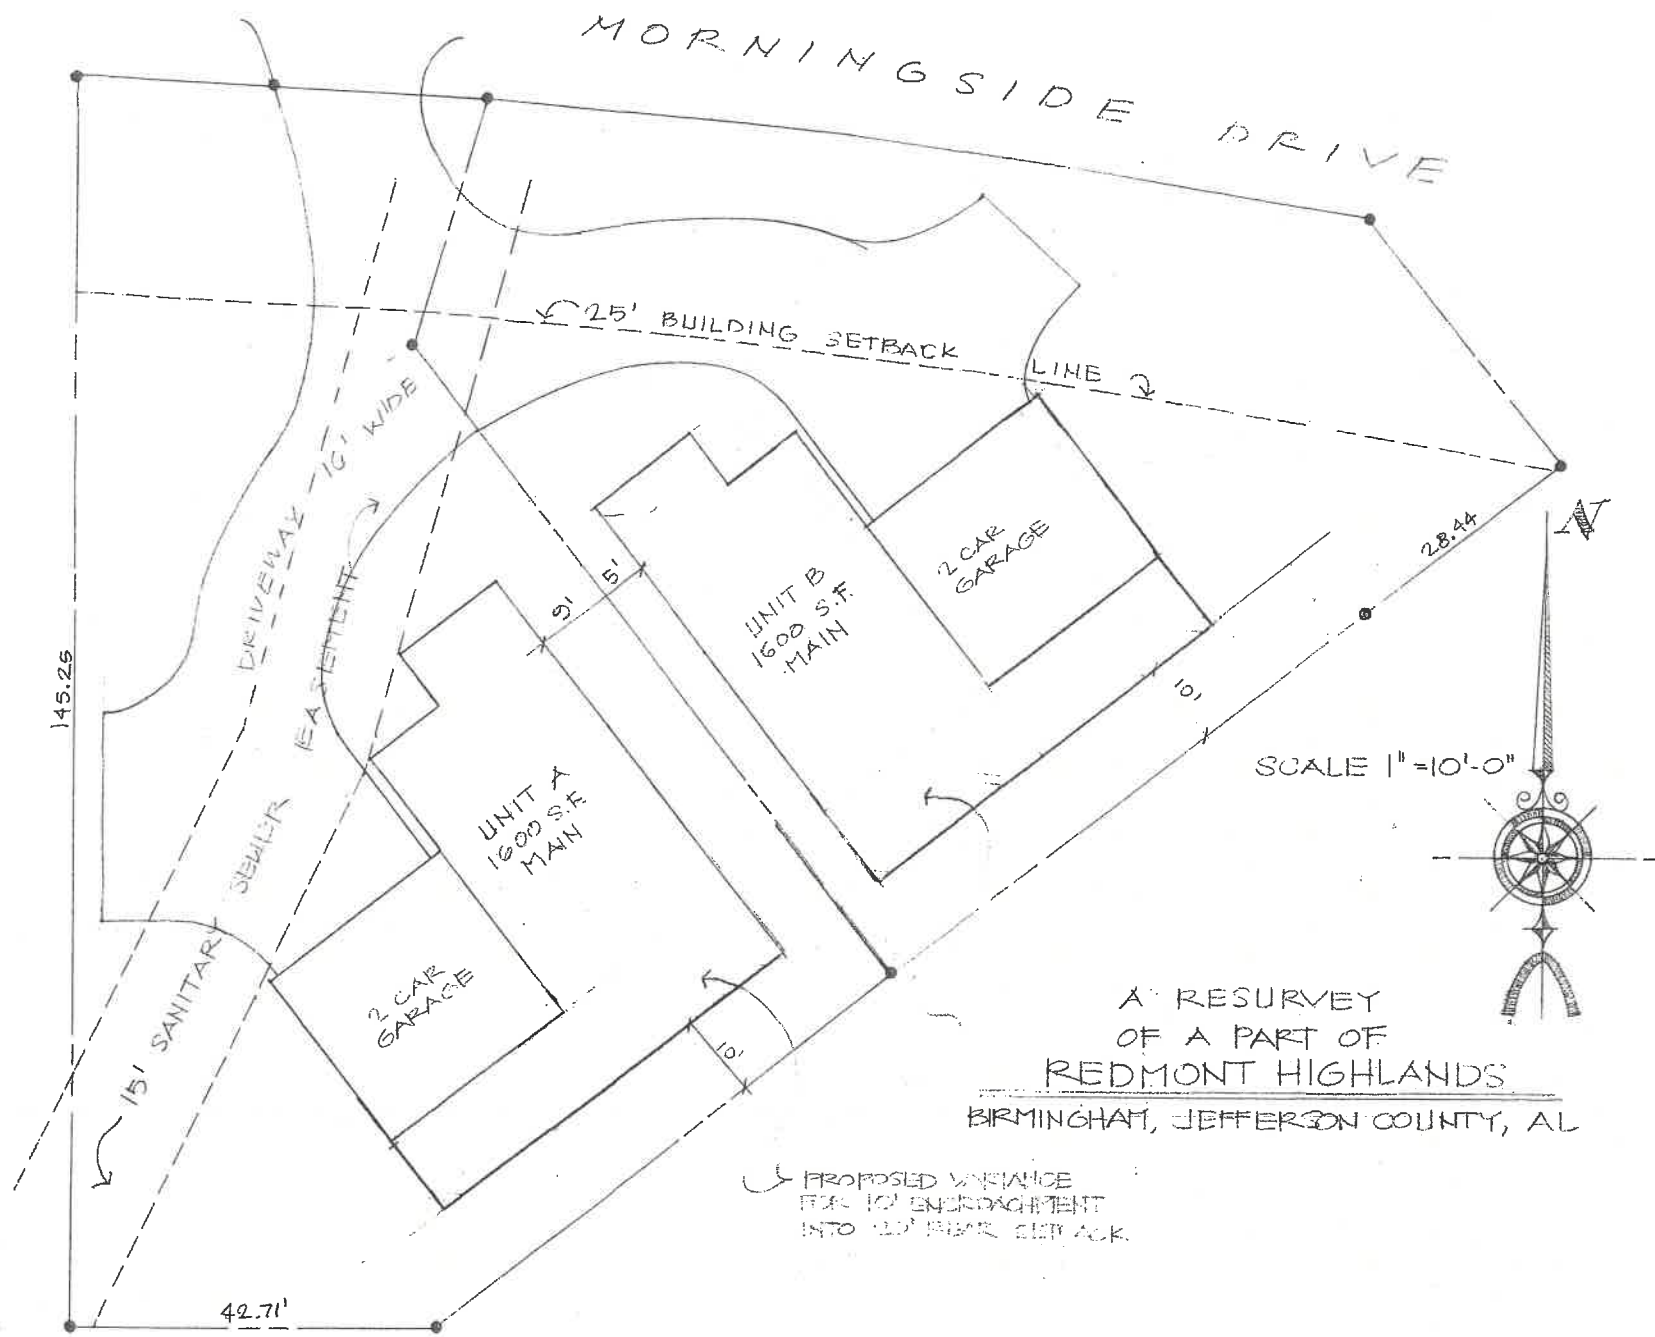 MORNINGSIDE DRIVE
25' BUILDING SETBACK LINE
DRIVEWAY - 16' WIDE
15' SANITARY SEWER EASEMENT
145.25
42.71'
28.44
N
9'
5'
10'
10'
UNIT A
1600 S.F.
MAIN
2 CAR
GARAGE
UNIT B
1600 S.F.
MAIN
2 CAR
GARAGE
SCALE 1"=10'-0"
A RESURVEY
OF A PART OF
REDMONT HIGHLANDS
BIRMINGHAM, JEFFERSON COUNTY, AL
PROPOSED VARIANCE
FOR 10' ENCROACHMENT
INTO REAR SETBACK